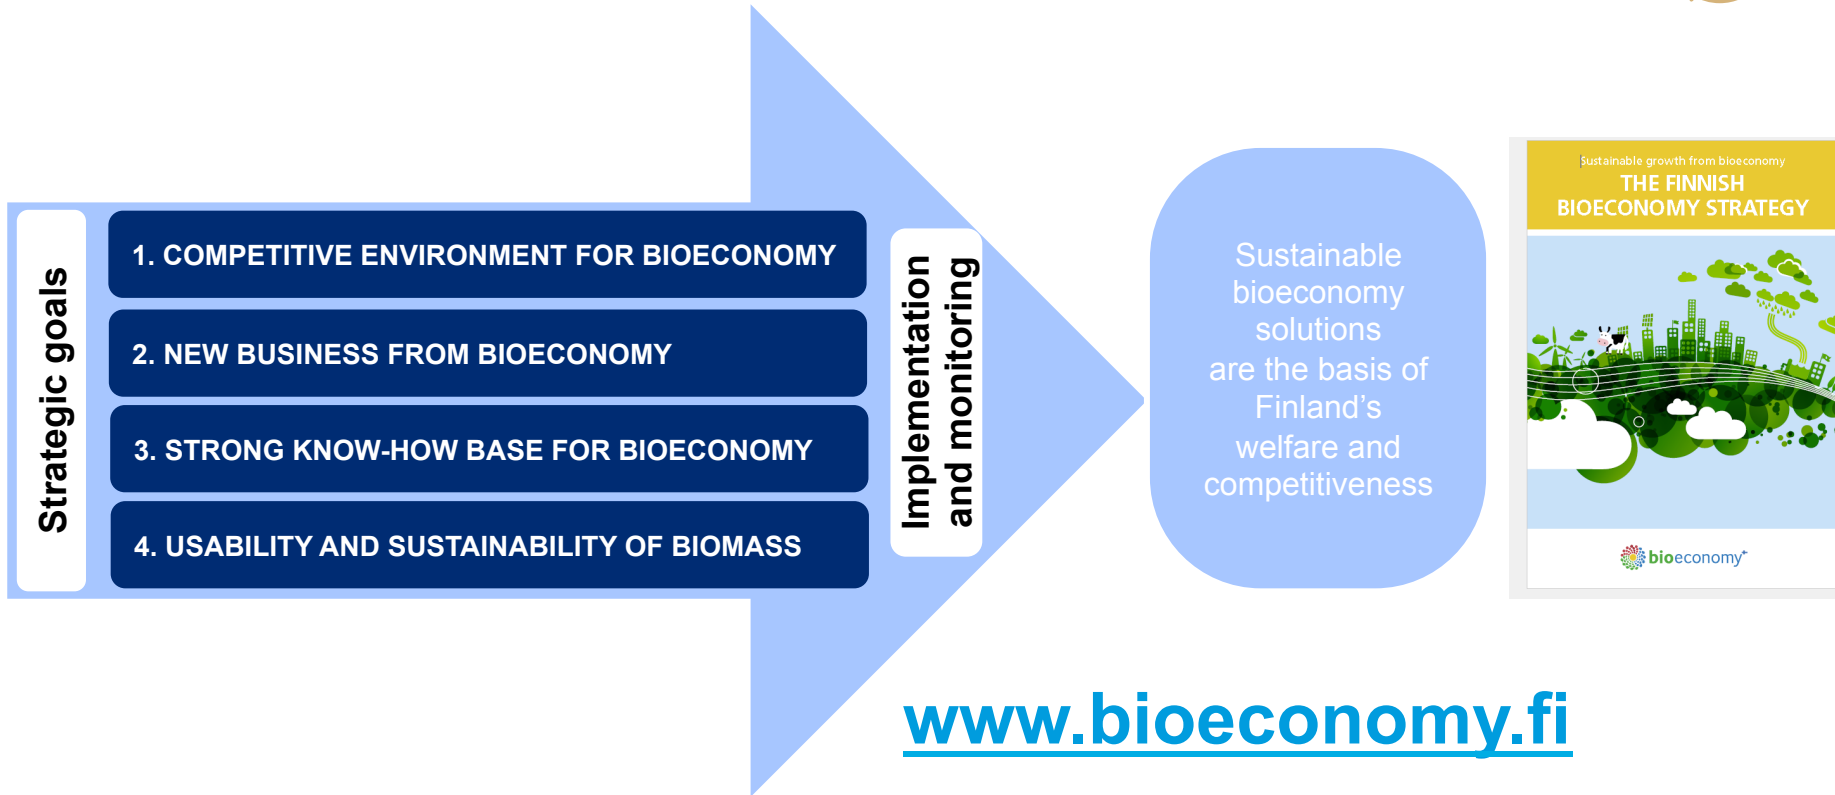 Strategic goals
1. COMPETITIVE ENVIRONMENT FOR BIOECONOMY
2. NEW BUSINESS FROM BIOECONOMY
3. STRONG KNOW-HOW BASE FOR BIOECONOMY
4. USABILITY AND SUSTAINABILITY OF BIOMASS
Implementation
and monitoring
Sustainable
bioeconomy
solutions
are the basis of
Finland’s
welfare and
competitiveness
Sustainable growth from bioeconomy
THE FINNISH
BIOECONOMY STRATEGY
bioeconomy+
www.bioeconomy.fi